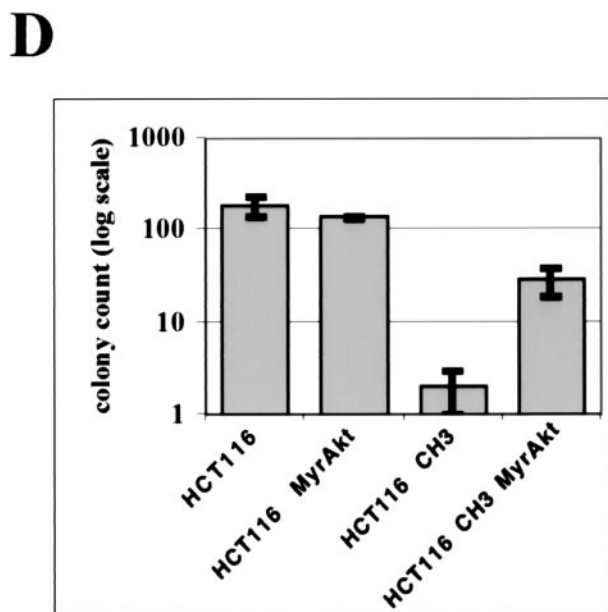 D
colony count (log scale)
1000
100
10
1
HCT116
HCT116 MyrAkt
HCT116 CH3
HCT116 CH3 MyrAkt